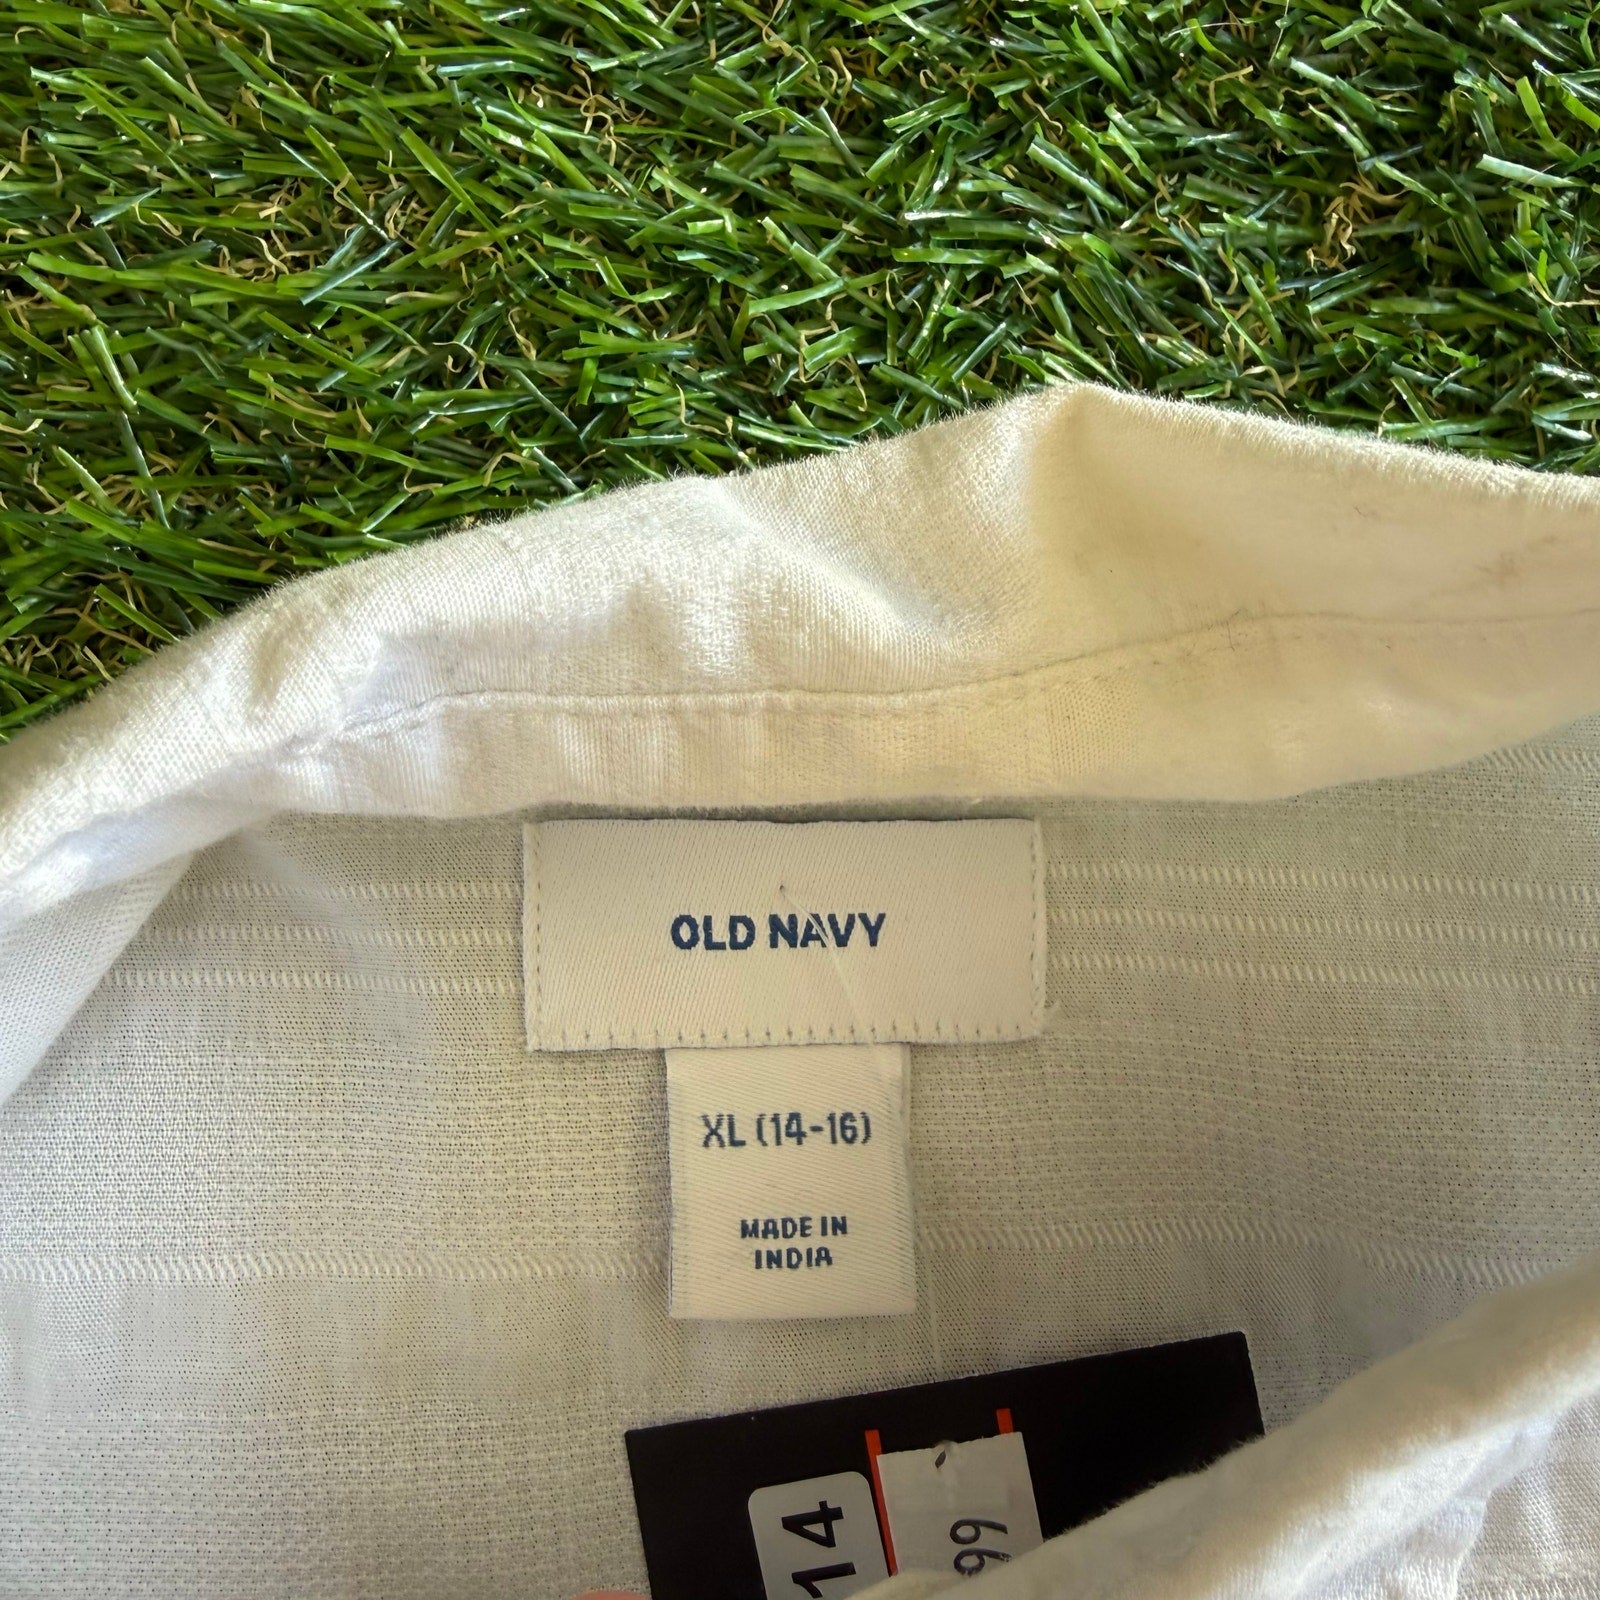 OLD NAVY
XL (14-16)
MADE IN
INDIA
14
99